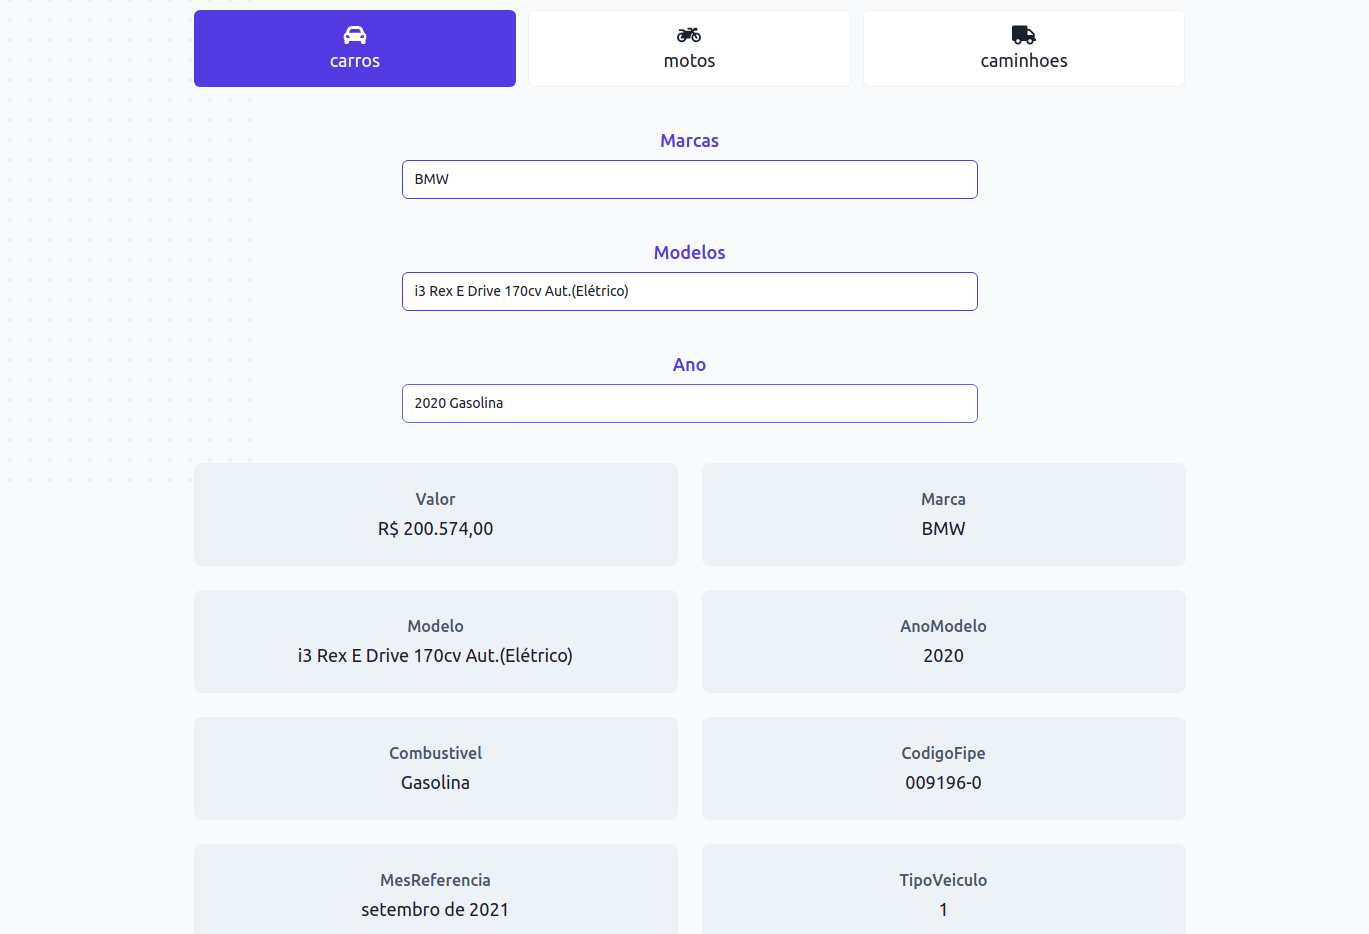 carros
motos
caminhoes
Marcas
BMW
Modelos
i3 Rex E Drive 170cv Aut.(Elétrico)
Ano
2020 Gasolina
Valor
R$ 200.574,00
Marca
BMW
Modelo
i3 Rex E Drive 170cv Aut.(Elétrico)
AnoModelo
2020
Combustivel
Gasolina
CodigoFipe
009196-0
MesReferencia
setembro de 2021
TipoVeiculo
1